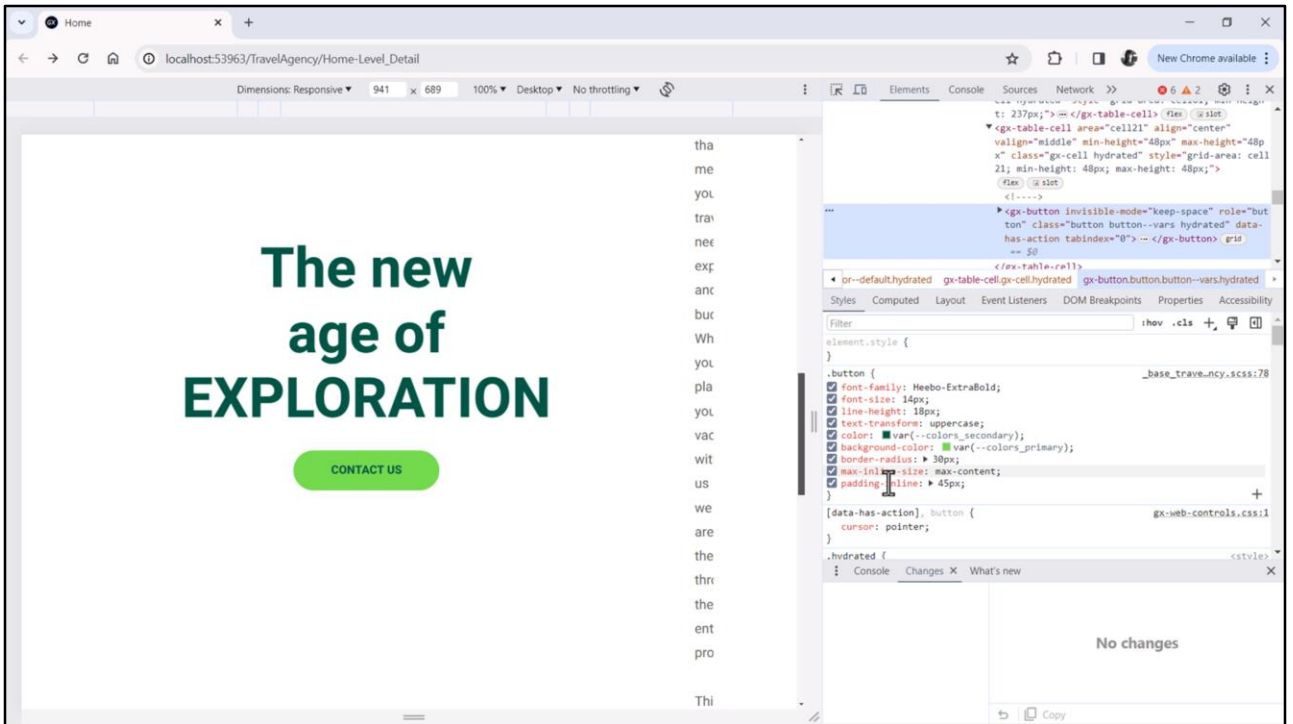 Home
localhost:53963/TravelAgency/Home-Level_Detail
New Chrome available
Dimensions: Responsive 941 x 689 100% Desktop No throttling
tha
me
you
trav
nee
exp
and
buc
Wh
you
pla
you
vac
wit
us
we
are
the
thro
the
ent
pro
Thi
The new
age of
EXPLORATION
CONTACT US
Elements Console Sources Network 6 2
t: 237px;"> </gx-table-cell> flex slot
<gx-table-cell area="cell21" align="center"
valign="middle" min-height="48px" max-height="48p
x" class="gx-cell hydrated" style="grid-area: cell
21; min-height: 48px; max-height: 48px;">
flex slot
<!---->
<gx-button invisible-mode="keep-space" role="but
ton" class="button button--vars hydrated" data-
has-action tabindex="0"> … </gx-button> grid
== $0
</gx-table-cell>
or--default.hydrated gx-table-cell.gx-cell.hydrated gx-button.button.button--vars.hydrated
Styles Computed Layout Event Listeners DOM Breakpoints Properties Accessibility
Filter :hov .cls +
element.style {
}
.button { _base_trave…ncy.scss:78
font-family: Heebo-ExtraBold;
font-size: 14px;
line-height: 18px;
text-transform: uppercase;
color: var(--colors_secondary);
background-color: var(--colors_primary);
border-radius: 30px;
max-inline-size: max-content;
padding-inline: 45px;
}
[data-has-action], button { gx-web-controls.css:1
cursor: pointer;
}
.hydrated { <style>
Console Changes What's new
No changes
Copy